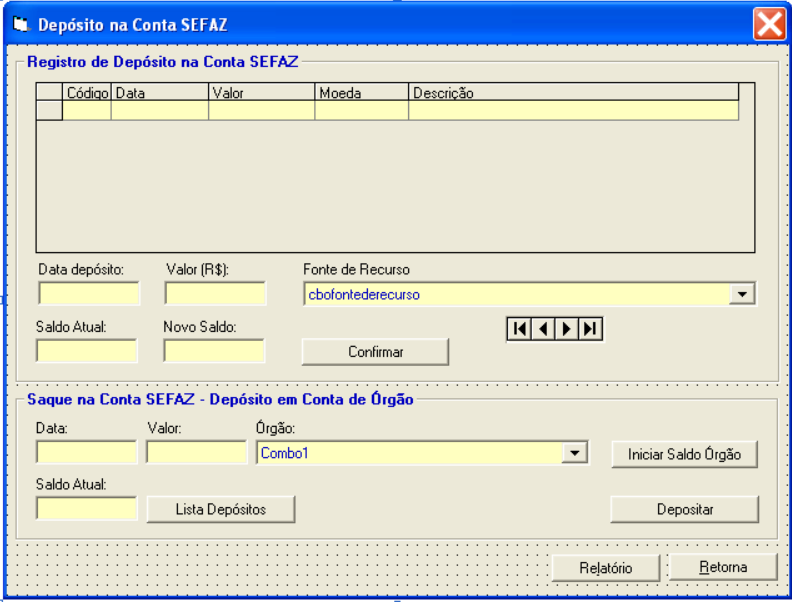 Depósito na Conta SEFAZ
Registro de Depósito na Conta SEFAZ
Código Data Valor Moeda Descrição
Data depósito: Valor (R$): Fonte de Recurso
cbofontederecurso
Saldo Atual: Novo Saldo:
Confirmar
Saque na Conta SEFAZ - Depósito em Conta de Órgão
Data: Valor: Órgão:
Combo1 Iniciar Saldo Órgão
Saldo Atual:
Lista Depósitos Depositar
Relatório Retorna